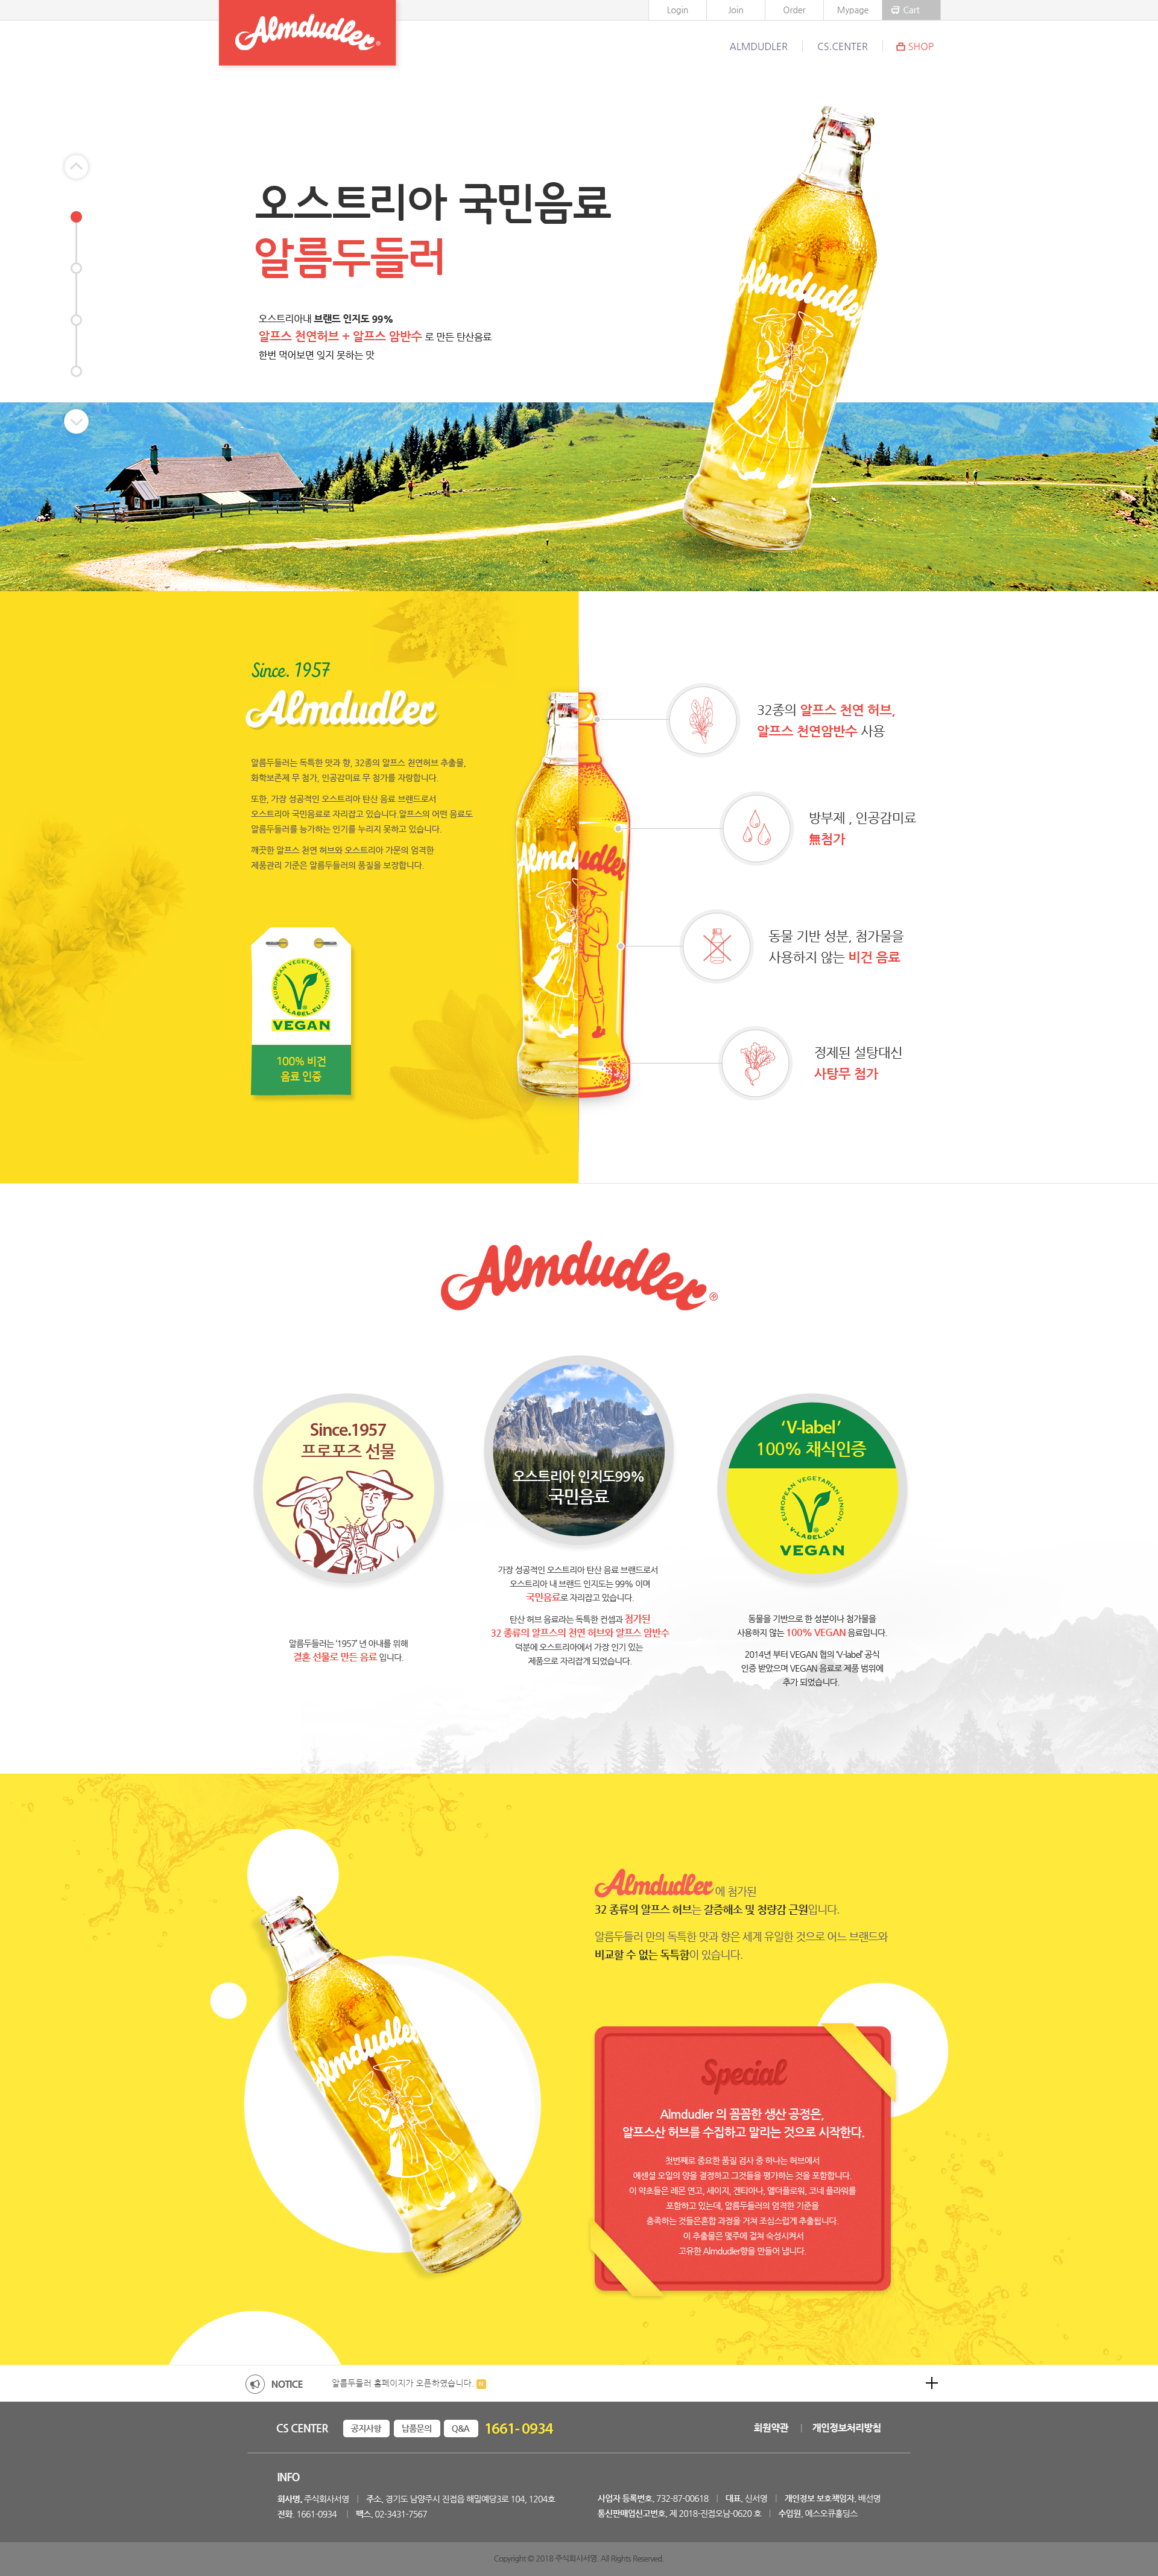 Almdudler®
Login
Join
Order
Mypage
Cart
ALMDUDLER
CS.CENTER
SHOP
오스트리아 국민음료
알름두들러
오스트리아내 브랜드 인지도 99%
알프스 천연허브 + 알프스 암반수 로 만든 탄산음료
한번 먹어보면 잊지 못하는 맛
Almdudler
Since. 1957
Almdudler
알름두들러는 독특한 맛과 향, 32종의 알프스 천연허브 추출물,
화학보존제 무 첨가, 인공감미료 무 첨가를 자랑합니다.
또한, 가장 성공적인 오스트리아 탄산 음료 브랜드로서
오스트리아 국민음료로 자리잡고 있습니다.알프스의 어떤 음료도
알름두들러를 능가하는 인기를 누리지 못하고 있습니다.
깨끗한 알프스 천연 허브와 오스트리아 가문의 엄격한
제품관리 기준은 알름두들러의 품질을 보장합니다.
EUROPEAN VEGETARIAN UNION
V-LABEL.EU
VEGAN
100% 비건
음료 인증
Almdudler
32종의 알프스 천연 허브,
알프스 천연암반수 사용
방부제 , 인공감미료
無첨가
동물 기반 성분, 첨가물을
사용하지 않는 비건 음료
정제된 설탕대신
사탕무 첨가
Almdudler®
Since.1957
프로포즈 선물
오스트리아 인지도99%
국민음료
‘V-label’
100% 채식인증
EUROPEAN VEGETARIAN UNION
V-LABEL.EU
VEGAN
알름두들러는 '1957' 년 아내를 위해
결혼 선물로 만든 음료 입니다.
가장 성공적인 오스트리아 탄산 음료 브랜드로서
오스트리아 내 브랜드 인지도는 99% 이며
국민음료로 자리잡고 있습니다.
탄산 허브 음료라는 독특한 컨셉과 첨가된
32 종류의 알프스의 천연 허브와 알프스 암반수
덕분에 오스트리아에서 가장 인기 있는
제품으로 자리잡게 되었습니다.
동물을 기반으로 한 성분이나 첨가물을
사용하지 않는 100% VEGAN 음료입니다.
2014년 부터 VEGAN 협의 'V-label' 공식
인증 받았으며 VEGAN 음료로 제품 범위에
추가 되었습니다.
Almdudler
Almdudler 에 첨가된
32 종류의 알프스 허브는 갈증해소 및 청량감 근원입니다.
알름두들러 만의 독특한 맛과 향은 세계 유일한 것으로 어느 브랜드와
비교할 수 없는 독특함이 있습니다.
Special
Almdudler 의 꼼꼼한 생산 공정은,
알프스산 허브를 수집하고 말리는 것으로 시작한다.
첫번째로 중요한 품질 검사 중 하나는 허브에서
에센셜 오일의 양을 결정하고 그것들을 평가하는 것을 포함합니다.
이 약초들은 레몬 연고, 세이지, 겐티아나, 엘더플로워, 코네 플라워를
포함하고 있는데, 알름두들러의 엄격한 기준을
충족하는 것들은혼합 과정을 거쳐 조심스럽게 추출됩니다.
이 추출물은 몇주에 걸쳐 숙성시켜서
고유한 Almdudler향을 만들어 냅니다.
NOTICE
알름두들러 홈페이지가 오픈하였습니다. N
CS CENTER
공지사항
납품문의
Q&A
1661- 0934
회원약관 | 개인정보처리방침
INFO
회사명. 주식회사서영 | 주소. 경기도 남양주시 진접읍 해밀예당3로 104, 1204호
전화. 1661-0934 | 팩스. 02-3431-7567
사업자 등록번호. 732-87-00618 | 대표. 신서영 | 개인정보 보호책임자. 배선영
통신판매업신고번호. 제 2018-진접오남-0620 호 | 수입원. 에스오큐홀딩스
Copyright © 2018 주식회사서영. All Rights Reserved.